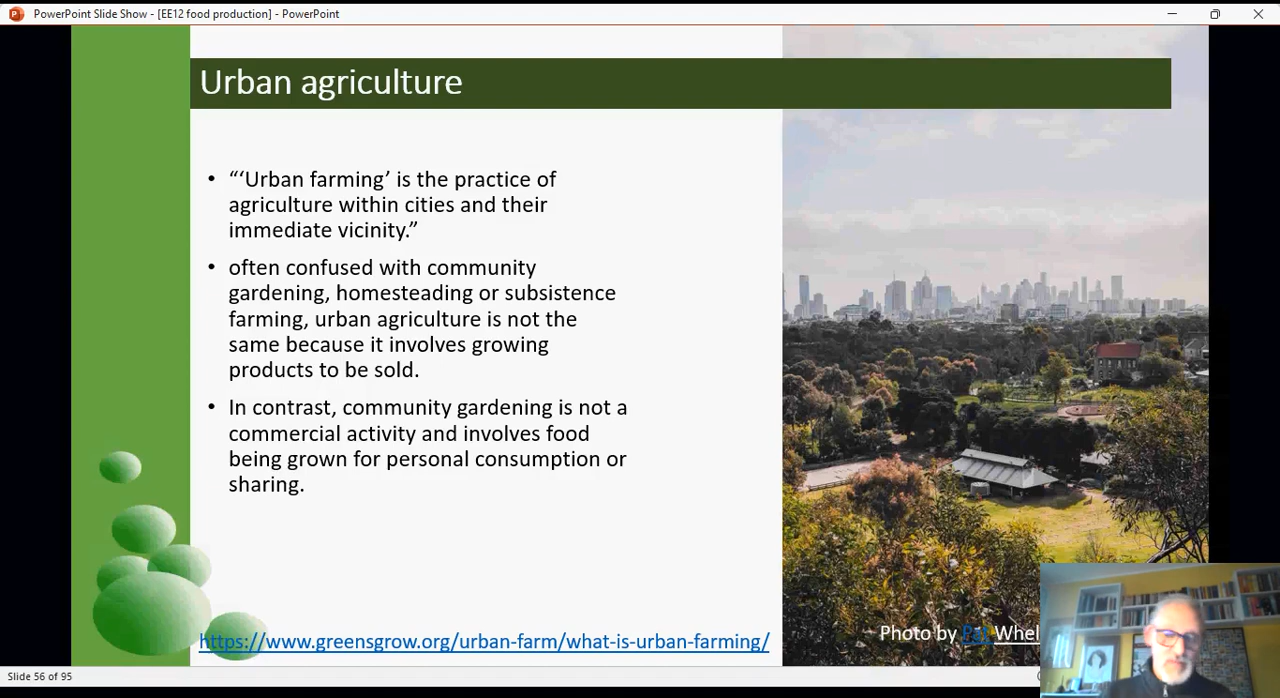 PowerPoint Slide Show - [EE12 food production] - PowerPoint
Urban agriculture
• “‘Urban farming’ is the practice of
agriculture within cities and their
immediate vicinity.”
• often confused with community
gardening, homesteading or subsistence
farming, urban agriculture is not the
same because it involves growing
products to be sold.
• In contrast, community gardening is not a
commercial activity and involves food
being grown for personal consumption or
sharing.
https://www.greensgrow.org/urban-farm/what-is-urban-farming/
Photo by Pat Whel
Slide 56 of 95